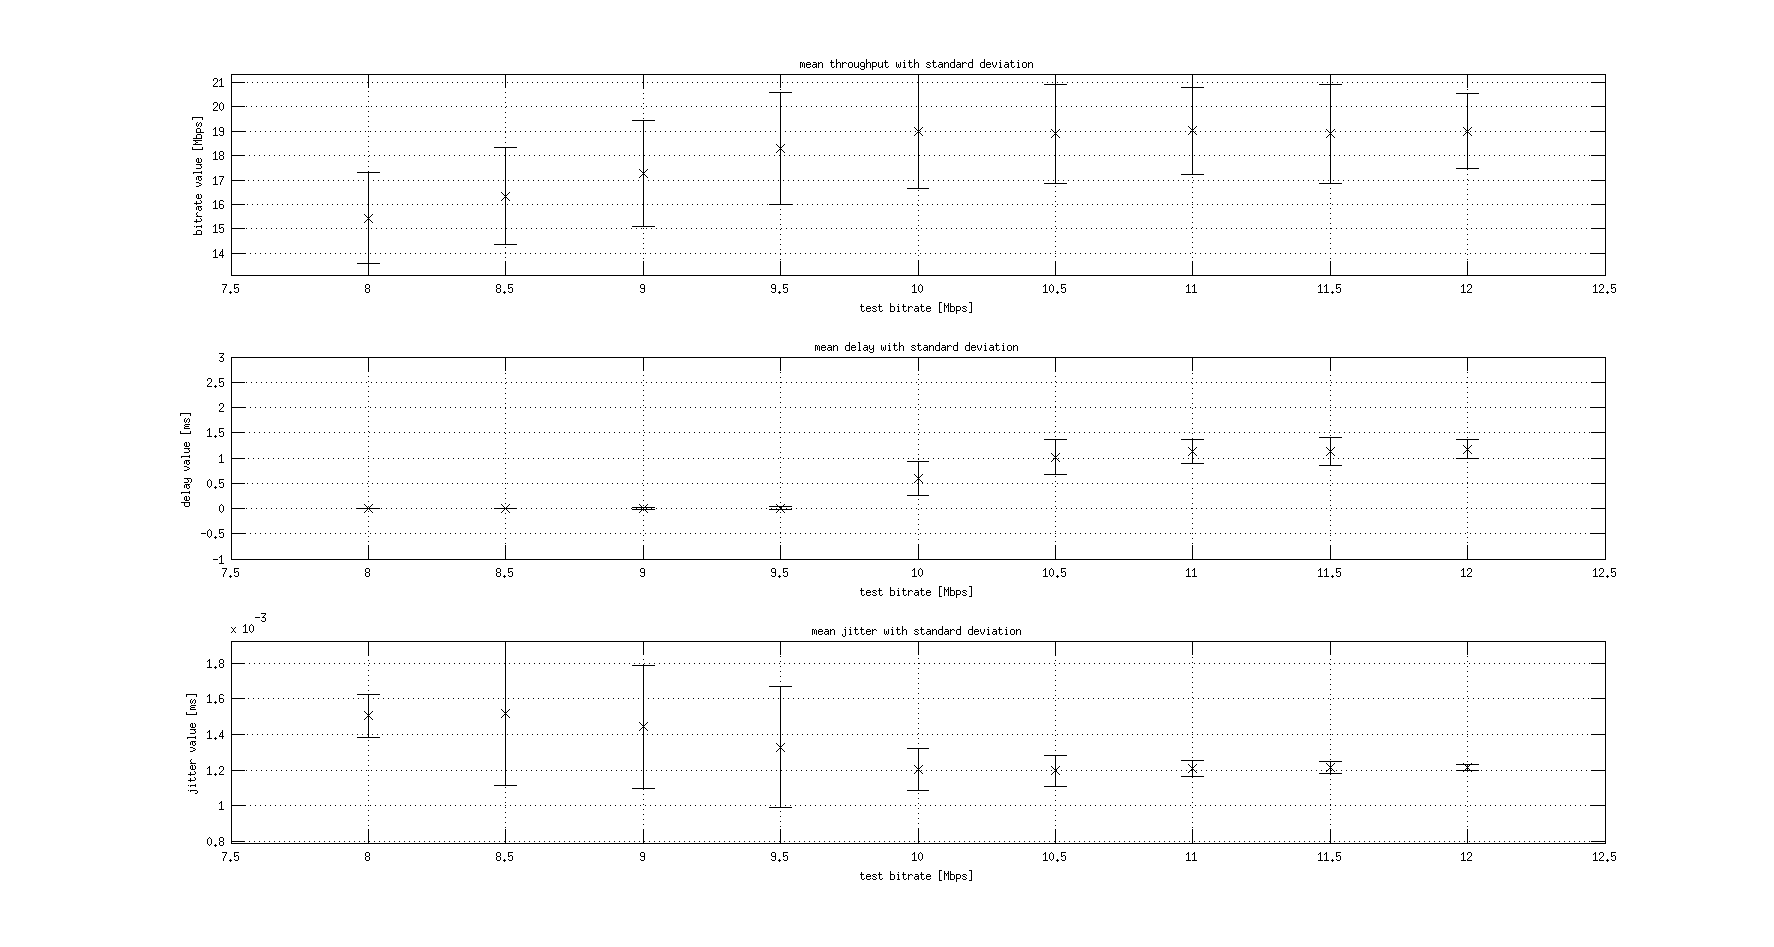 mean throughput with standard deviation
21
20
19
18
17
16
15
14
bitrate value [Mbps]
7.5 8 8.5 9 9.5 10 10.5 11 11.5 12 12.5
test bitrate [Mbps]
mean delay with standard deviation
3
2.5
2
1.5
1
0.5
0
-0.5
-1
delay value [ms]
7.5 8 8.5 9 9.5 10 10.5 11 11.5 12 12.5
test bitrate [Mbps]
x 10-3
mean jitter with standard deviation
1.8
1.6
1.4
1.2
1
0.8
jitter value [ms]
7.5 8 8.5 9 9.5 10 10.5 11 11.5 12 12.5
test bitrate [Mbps]